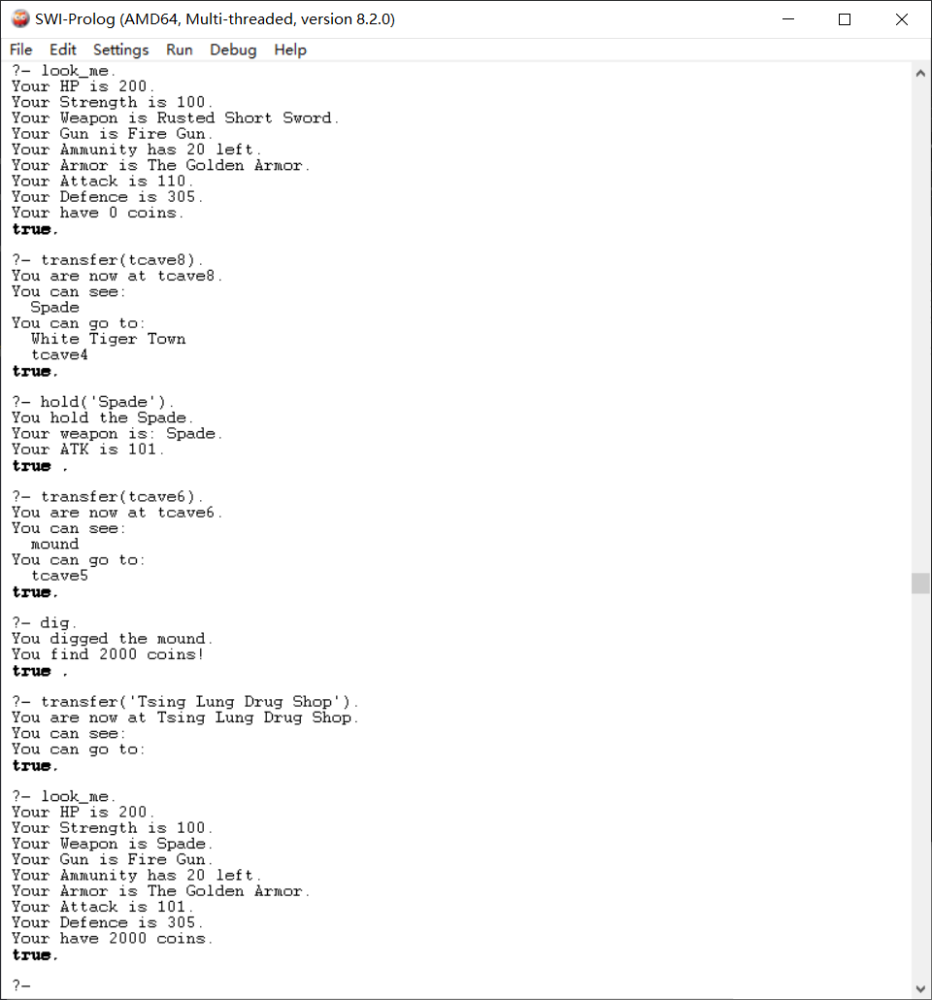 SWI-Prolog (AMD64, Multi-threaded, version 8.2.0)
File Edit Settings Run Debug Help
?- look_me.
Your HP is 200.
Your Strength is 100.
Your Weapon is Rusted Short Sword.
Your Gun is Fire Gun.
Your Ammunity has 20 left.
Your Armor is The Golden Armor.
Your Attack is 110.
Your Defence is 305.
Your have 0 coins.
true.
?- transfer(tcave8).
You are now at tcave8.
You can see:
  Spade
You can go to:
  White Tiger Town
  tcave4
true.
?- hold('Spade').
You hold the Spade.
Your weapon is: Spade.
Your ATK is 101.
true .
?- transfer(tcave6).
You are now at tcave6.
You can see:
  mound
You can go to:
  tcave5
true.
?- dig.
You digged the mound.
You find 2000 coins!
true .
?- transfer('Tsing Lung Drug Shop').
You are now at Tsing Lung Drug Shop.
You can see:
You can go to:
true.
?- look_me.
Your HP is 200.
Your Strength is 100.
Your Weapon is Spade.
Your Gun is Fire Gun.
Your Ammunity has 20 left.
Your Armor is The Golden Armor.
Your Attack is 101.
Your Defence is 305.
Your have 2000 coins.
true.
?-